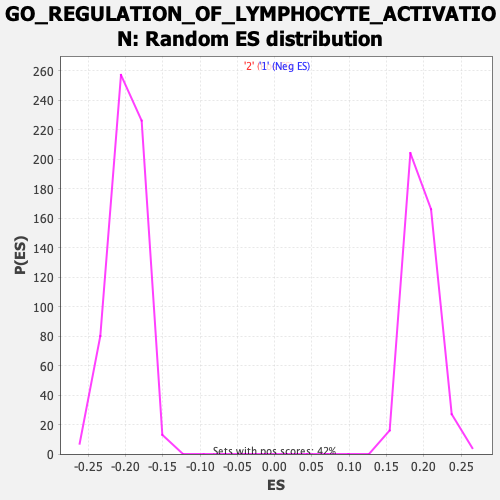 GO_REGULATION_OF_LYMPHOCYTE_ACTIVATIO
N: Random ES distribution
'2' ( '1' (Neg ES)
260
240
220
200
180
160
140
120
100
80
60
40
20
0
P(ES)
Sets with pos scores: 42%
-0.25 -0.20 -0.15 -0.10 -0.05 0.00 0.05 0.10 0.15 0.20 0.25
ES